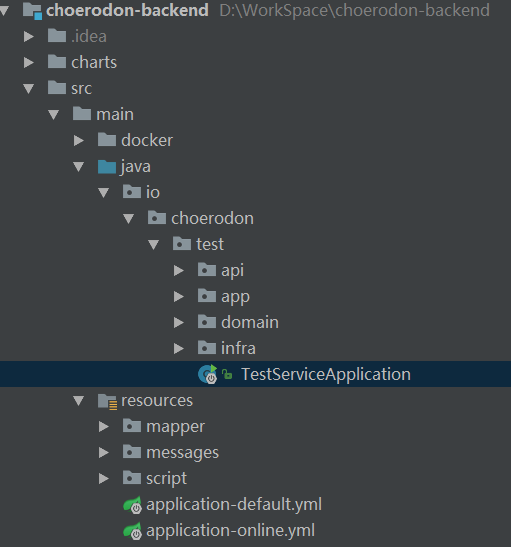 choerodon-backend D:\WorkSpace\choerodon-backend
.idea
charts
src
main
docker
java
io
choerodon
test
api
app
domain
infra
TestServiceApplication
resources
mapper
messages
script
application-default.yml
application-online.yml